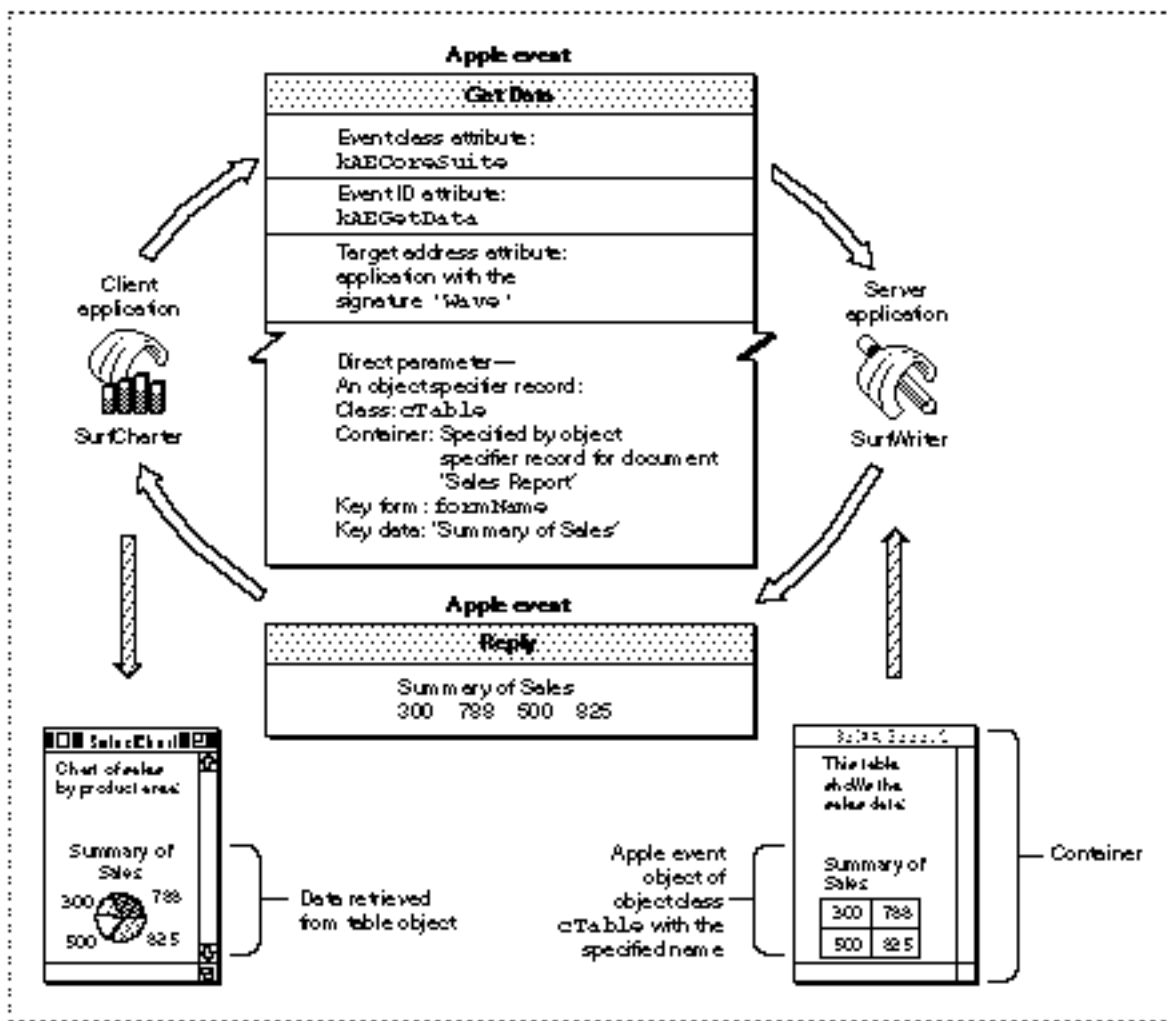 Apple event
Get Data
Event class attribute:
kAECoreSuite
Event ID attribute:
kAEGetData
Target address attribute:
application with the
signature 'Wave'
Direct parameter—
An object specifier record:
Class: cTable
Container: Specified by object
specifier record for document
'Sales Report'
Key form: formName
Key data: 'Summary of Sales'
Client
application
SurfCharter
Server
application
SurfWriter
Apple event
Reply
Summary of Sales
300 788 500 825
Sales Chart
Chart of sales
by product area:
Summary of
Sales
300 788
500 825
Data retrieved
from table object
Apple event
object of
object class
cTable with the
specified name
Sales Report
This table
shows the
sales data:
Summary of
Sales
300 788
500 825
Container